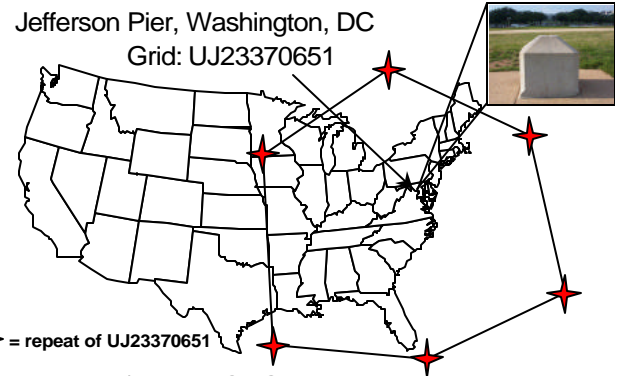 Jefferson Pier, Washington, DC
Grid: UJ23370651
= repeat of UJ23370651